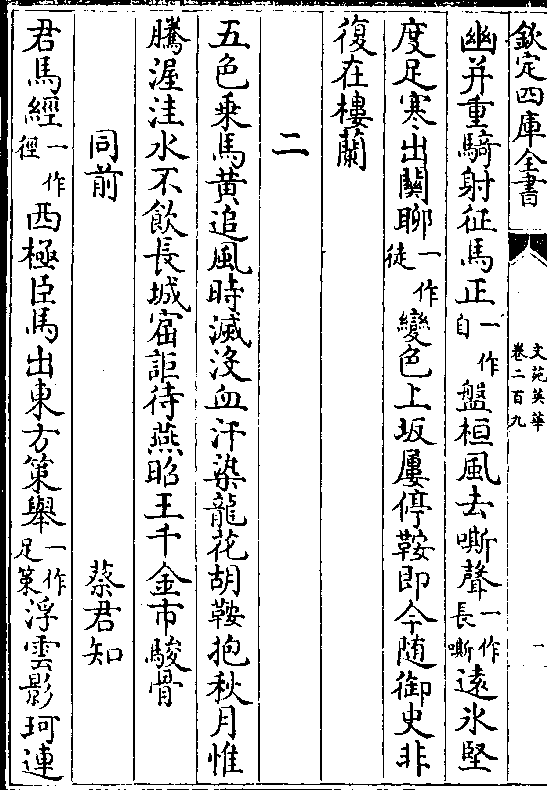 欽定四庫全書
文苑英華
卷二百九
一
幽并重騎射征馬正一作自盤桓風去嘶聲一作長嘶遠氷堅
度足寒出關聊一作徒變色上坂屢停鞍即今随御史非
復在樓蘭
二
五色乗馬黄追風時滅沒血汗染龍花胡鞍抱秋月惟
騰渥洼水不飲長城窟詎待燕昭王千金市駿骨
同前 蔡君知
君馬經一作徑西極臣馬出東方策舉一作足策浮雲影珂連